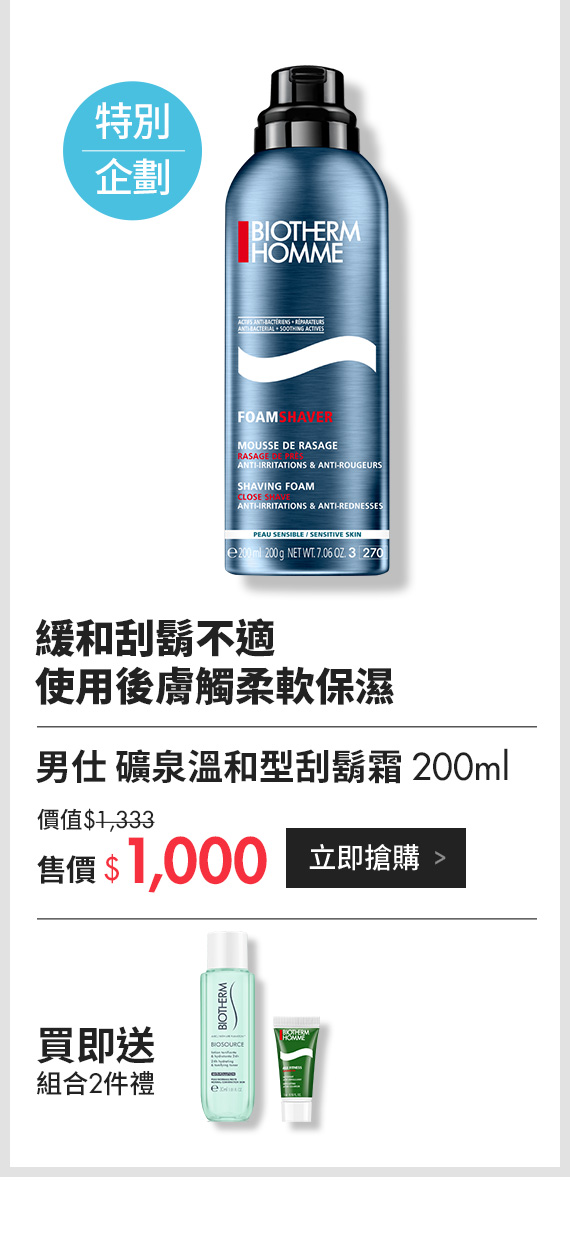 特別
企劃
BIOTHERM
HOMME
ACTIFS ANTI-BACTÉRIENS • RÉPARATEURS
ANTI-BACTERIAL • SOOTHING ACTIVES
FOAMSHAVER
MOUSSE DE RASAGE
RASAGE DE PRÈS
ANTI-IRRITATIONS & ANTI-ROUGEURS
SHAVING FOAM
CLOSE SHAVE
ANTI-IRRITATIONS & ANTI-REDNESSES
PEAU SENSIBLE / SENSITIVE SKIN
e 200 ml 200 g NET WT. 7.06 OZ. 3 270
緩和刮鬍不適
使用後膚觸柔軟保濕
男仕 礦泉溫和型刮鬍霜 200ml
價值$1,333
售價 $1,000
立即搶購 >
買即送
組合2件禮
BIOTHERM
BIOSOURCE
BIOTHERM
HOMME